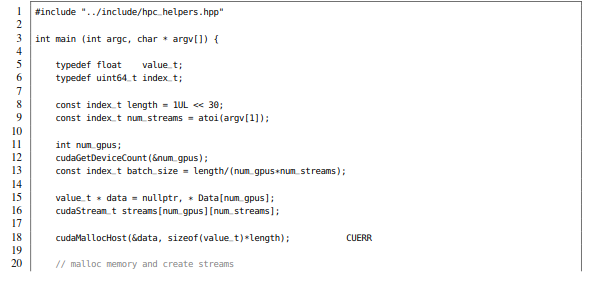 1 #include "../include/hpc_helpers.hpp"
2
3 int main (int argc, char * argv[]) {
4
5 typedef float value_t;
6 typedef uint64_t index_t;
7
8 const index_t length = 1UL << 30;
9 const index_t num_streams = atoi(argv[1]);
10
11 int num_gpus;
12 cudaGetDeviceCount(&num_gpus);
13 const index_t batch_size = length/(num_gpus*num_streams);
14
15 value_t * data = nullptr, * Data[num_gpus];
16 cudaStream_t streams[num_gpus][num_streams];
17
18 cudaMallocHost(&data, sizeof(value_t)*length); CUERR
19
20 // malloc memory and create streams